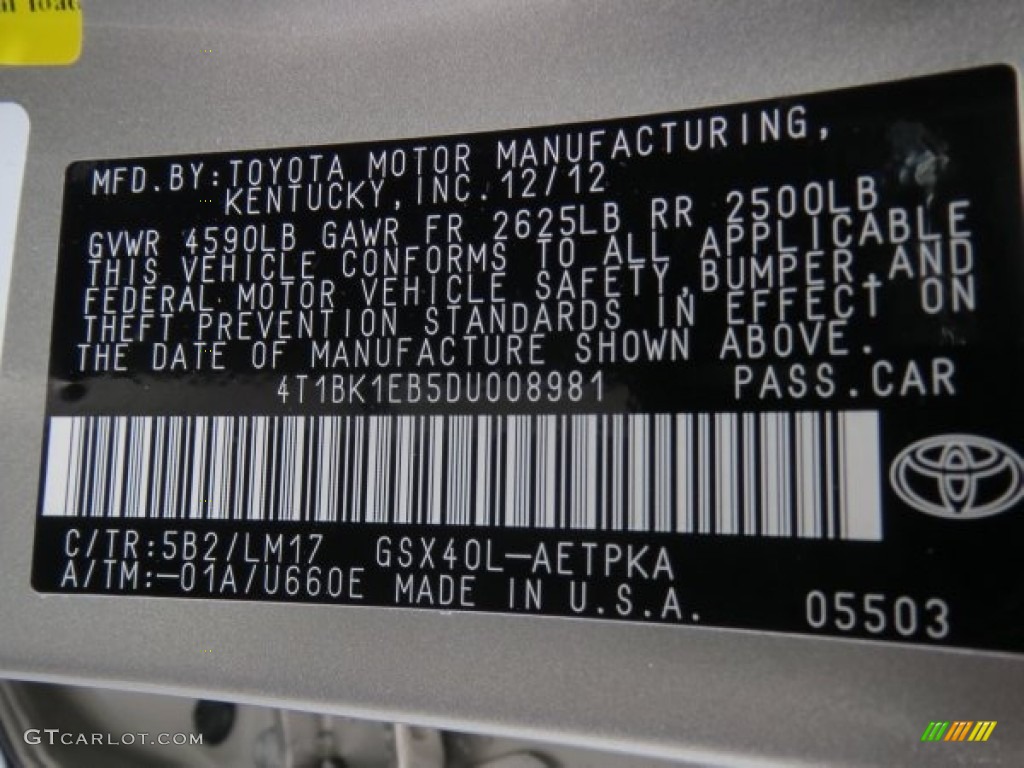 MFD.BY:TOYOTA MOTOR MANUFACTURING,
KENTUCKY,INC.12/12
GVWR 4590LB GAWR FR 2625LB RR 2500LB
THIS VEHICLE CONFORMS TO ALL APPLICABLE
FEDERAL MOTOR VEHICLE SAFETY,BUMPER,AND
THEFT PREVENTION STANDARDS IN EFFECT ON
THE DATE OF MANUFACTURE SHOWN ABOVE.
4T1BK1EB5DU008981 PASS.CAR
C/TR:5B2/LM17 GSX40L-AETPKA
A/TM:-01A/U660E MADE IN U.S.A. 05503
GTCARLOT.COM